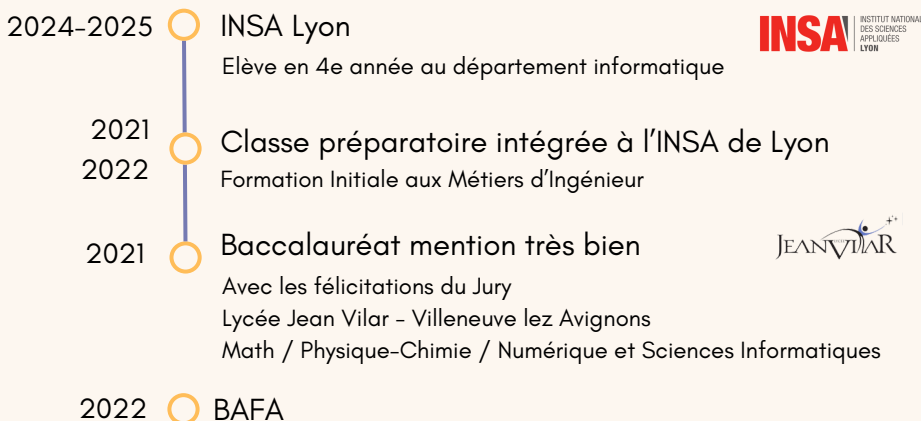 2024-2025
INSA Lyon
Elève en 4e année au département informatique
INSA
INSTITUT NATIONAL
DES SCIENCES
APPLIQUÉES
LYON
2021
2022
Classe préparatoire intégrée à l'INSA de Lyon
Formation Initiale aux Métiers d'Ingénieur
2021
Baccalauréat mention très bien
JEAN VILAR
Avec les félicitations du Jury
Lycée Jean Vilar - Villeneuve lez Avignons
Math / Physique-Chimie / Numérique et Sciences Informatiques
2022
BAFA